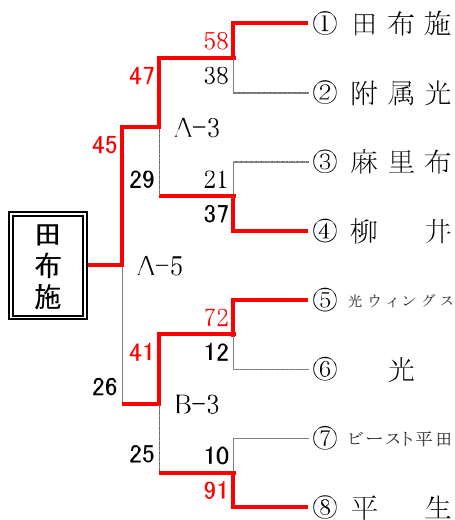 58
① 田布施
47
38
② 附属光
A-3
45
③ 麻里布
29
21
37
④ 柳井
田布施
A-5
⑤ 光ウィングス
72
41
12
⑥ 光
26
B-3
⑦ ビースト平田
25
10
91
⑧ 平生